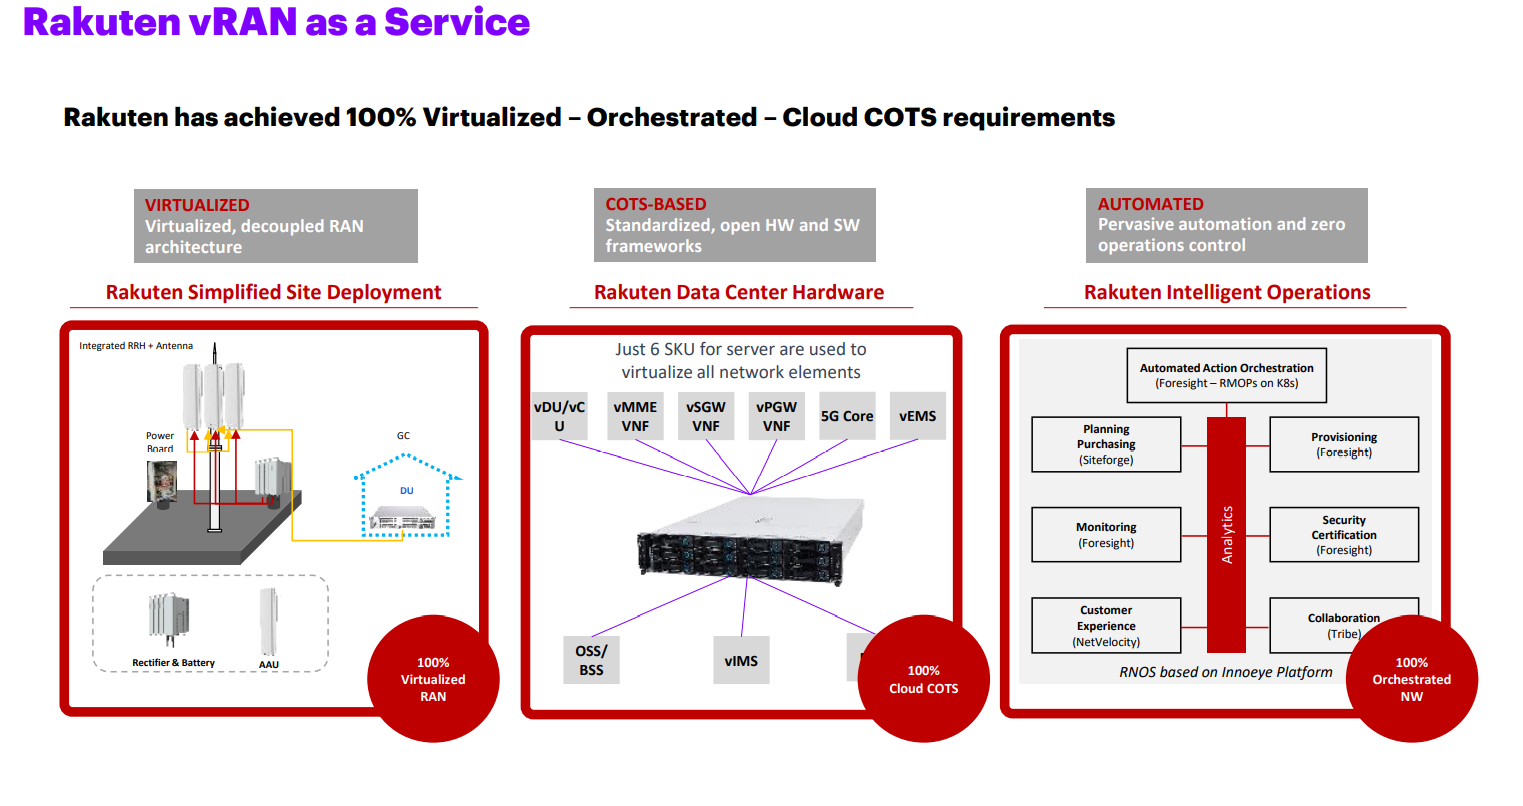 Rakuten vRAN as a Service
Rakuten has achieved 100% Virtualized – Orchestrated – Cloud COTS requirements
VIRTUALIZED
Virtualized, decoupled RAN
architecture
Rakuten Simplified Site Deployment
Integrated RRH + Antenna
Power
Board
GC
DU
Rectifier & Battery
AAU
100%
Virtualized
RAN
COTS-BASED
Standardized, open HW and SW
frameworks
Rakuten Data Center Hardware
Just 6 SKU for server are used to
virtualize all network elements
vDU/vC
U
vMME
VNF
vSGW
VNF
vPGW
VNF
5G Core
vEMS
OSS/
BSS
vIMS
100%
Cloud COTS
AUTOMATED
Pervasive automation and zero
operations control
Rakuten Intelligent Operations
Automated Action Orchestration
(Foresight – RMOPs on K8s)
Planning
Purchasing
(Siteforge)
Provisioning
(Foresight)
Monitoring
(Foresight)
Analytics
Security
Certification
(Foresight)
Customer
Experience
(NetVelocity)
Collaboration
(Tribe)
RNOS based on Innoeye Platform
100%
Orchestrated
NW